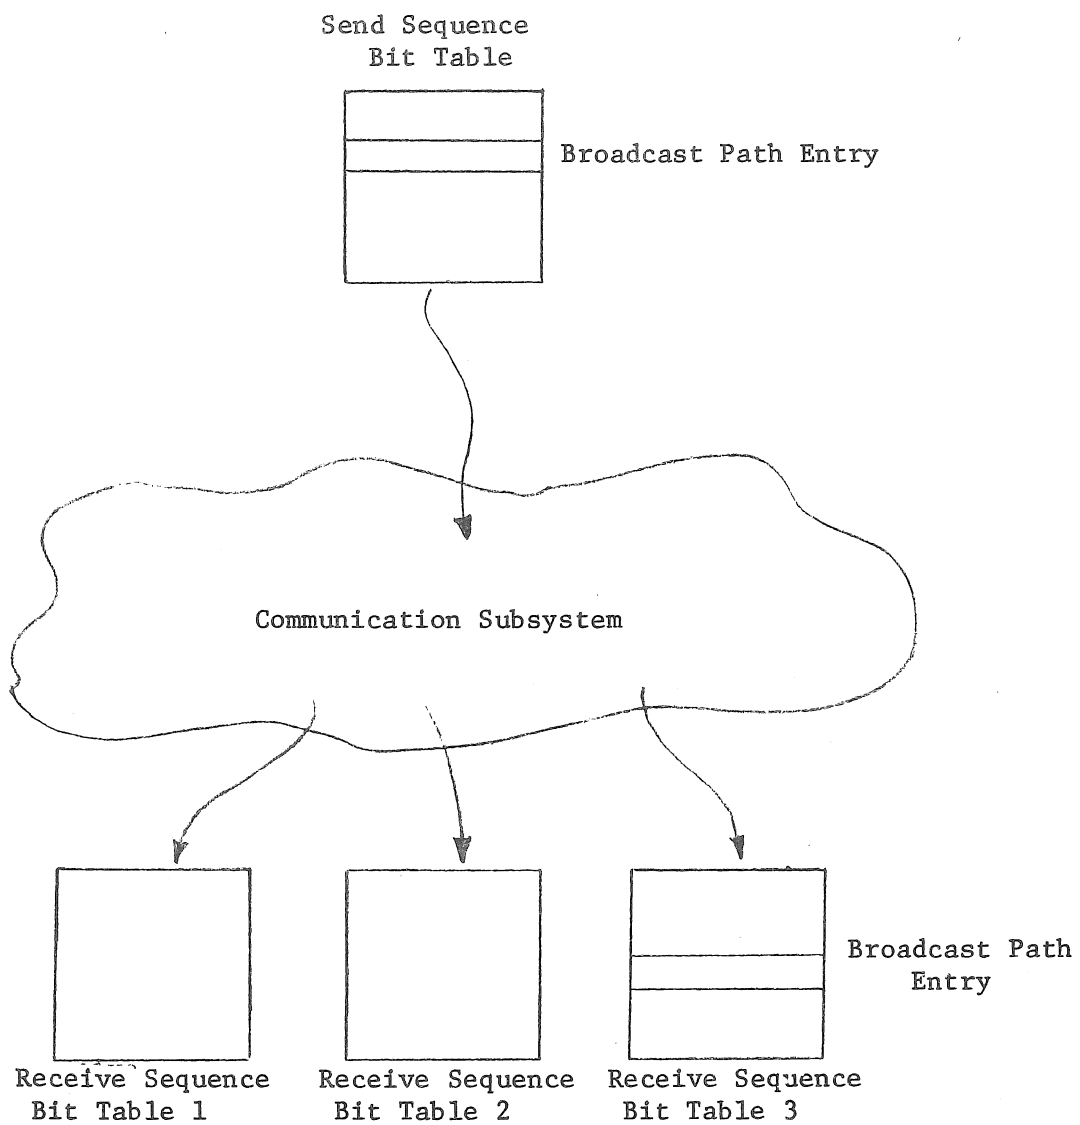 Send Sequence
Bit Table
Broadcast Path Entry
Communication Subsystem
Broadcast Path
Entry
Receive Sequence
Bit Table 1
Receive Sequence
Bit Table 2
Receive Sequence
Bit Table 3